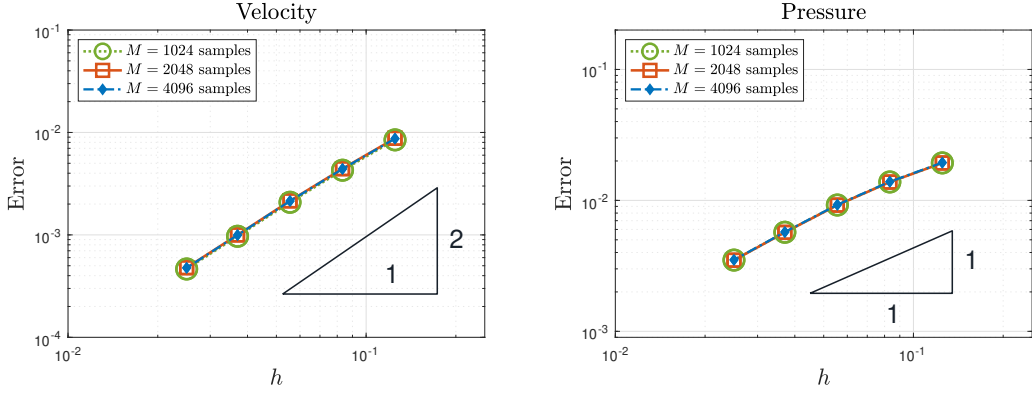 Velocity
10^-1
M = 1024 samples
M = 2048 samples
M = 4096 samples
10^-2
10^-3
10^-4
Error
2
1
10^-2
10^-1
h
Pressure
10^-1
M = 1024 samples
M = 2048 samples
M = 4096 samples
10^-2
10^-3
Error
1
1
10^-2
10^-1
h